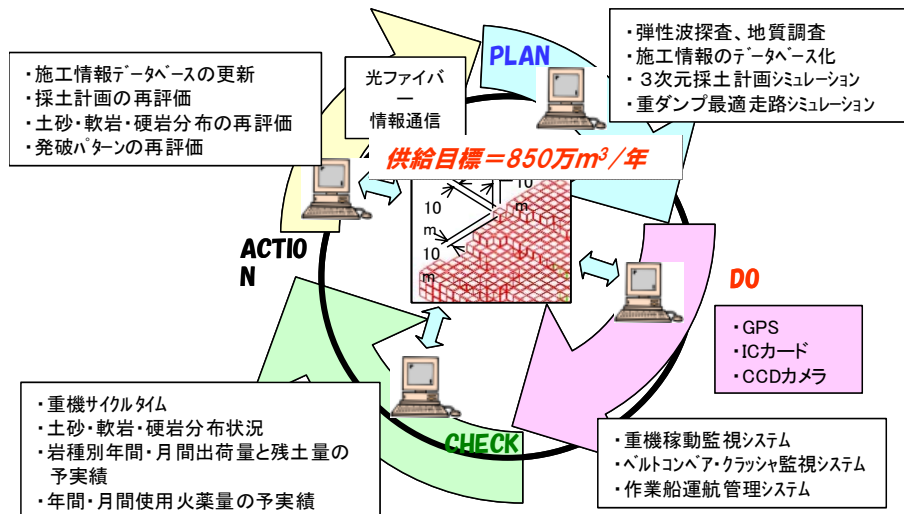 PLAN
・弾性波探査、地質調査
・施工情報のデータベース化
・３次元採土計画シミュレーション
・重ダンプ最適走路シミュレーション
・施工情報データベースの更新
・採土計画の再評価
・土砂・軟岩・硬岩分布の再評価
・発破パターンの再評価
光ファイバ
ー
情報通信
供給目標＝850万m³/年
10
10
m
10
m
ACTIO
N
DO
・GPS
・ICカード
・CCDカメラ
・重機サイクルタイム
・土砂・軟岩・硬岩分布状況
・岩種別年間・月間出荷量と残土量の
予実績
・年間・月間使用火薬量の予実績
CHECK
・重機稼動監視システム
・ベルトコンベア・クラッシャ監視システム
・作業船運航管理システム